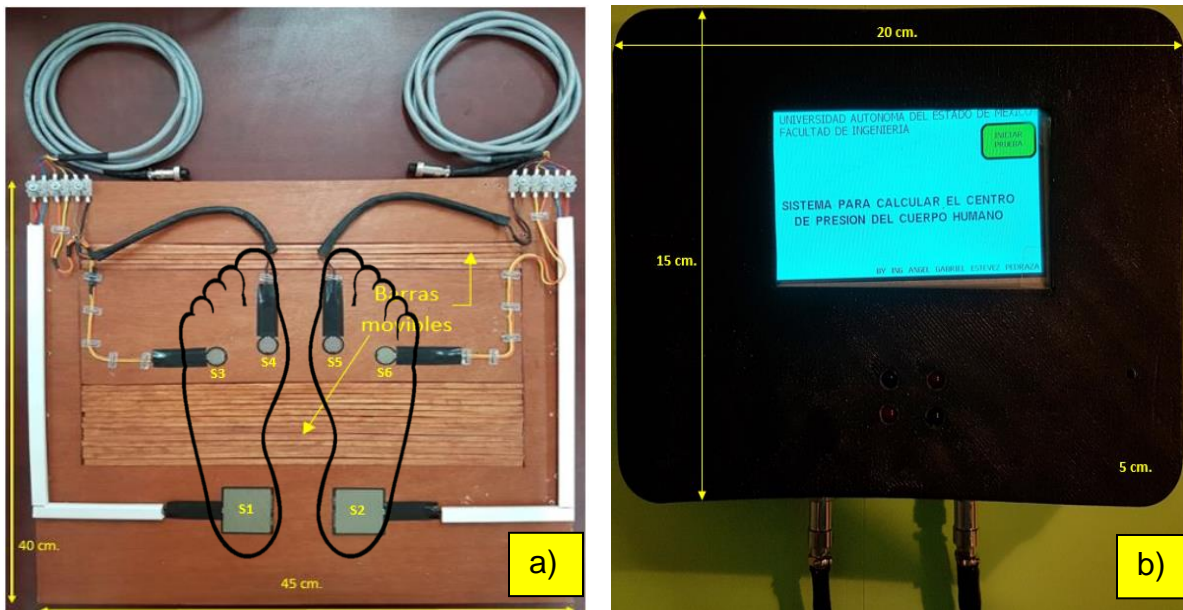 Barras
movibles
S3
S4
S5
S6
S1
S2
40 cm.
45 cm.
a)
20 cm.
UNIVERSIDAD AUTONOMA DEL ESTADO DE MEXICO
FACULTAD DE INGENIERIA
INICIAR
PRUEBA
SISTEMA PARA CALCULAR EL CENTRO
DE PRESION DEL CUERPO HUMANO
15 cm.
BY ING ANGEL GABRIEL ESTEVEZ PEDRAZA
5 cm.
b)